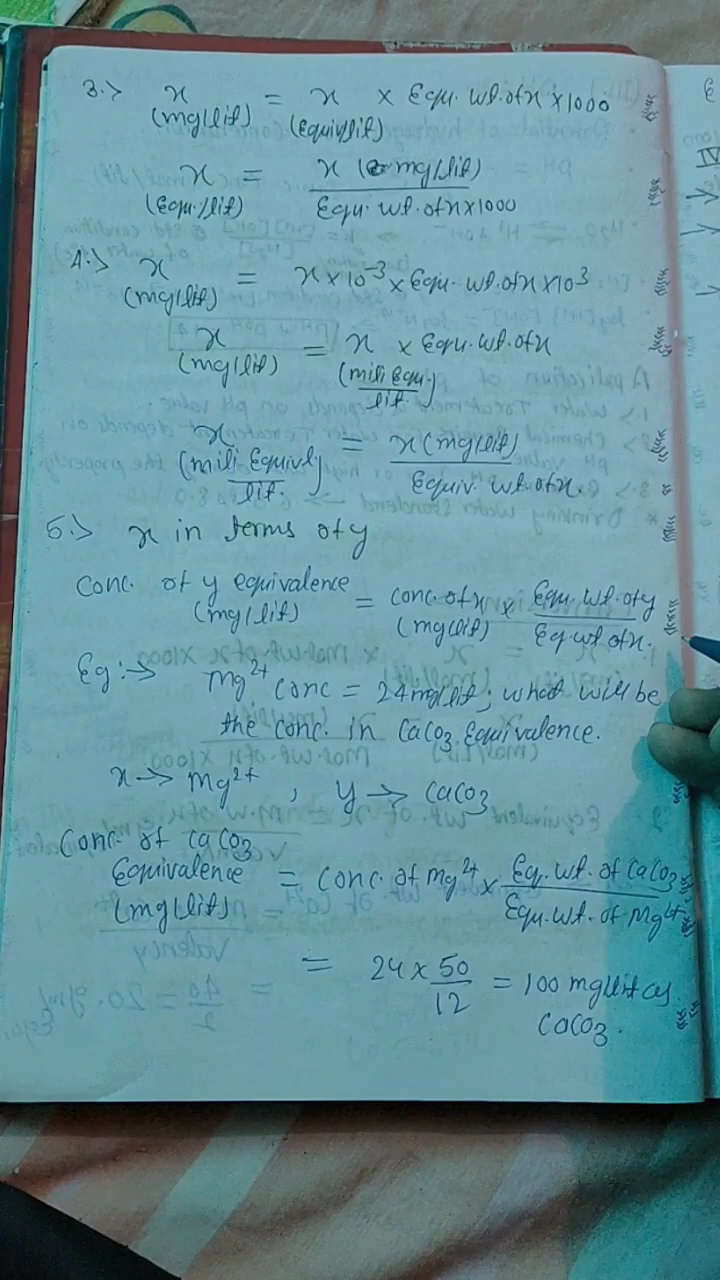 3.> x (mg/lit) = x (Equiv/lit) × Equ. wt. of x × 1000
x (Equ./lit) = x (mg/lit) / Equi. wt. of x × 1000
4.> x (mg/lit) = x × 10⁻³ × Equ. wt. of x × 10³
x (mg/lit) = x (mili Equ./lit.) × Equ. wt. of x
x (mili Equivl/lit.) = x (mg/lit) / Equiv. wt. of x.
5.> x in terms of y
Conc. of y equivalence (mg/lit) = conc. of x (mg/lit) × Equ. wt. of y / Eq. wt. of x.
Eg :→ Mg²⁺ conc = 24 mg/lit ; what will be
the conc. in CaCO₃ Equivalence.
x → Mg²⁺ , y → CaCO₃
Conc. of CaCO₃
Equivalence (mg/lit) = Conc. of Mg²⁺ × Eq. wt. of CaCO₃ / Equ. wt. of Mg²⁺
= 24 × 50 / 12 = 100 mg/lit as
CaCO₃.